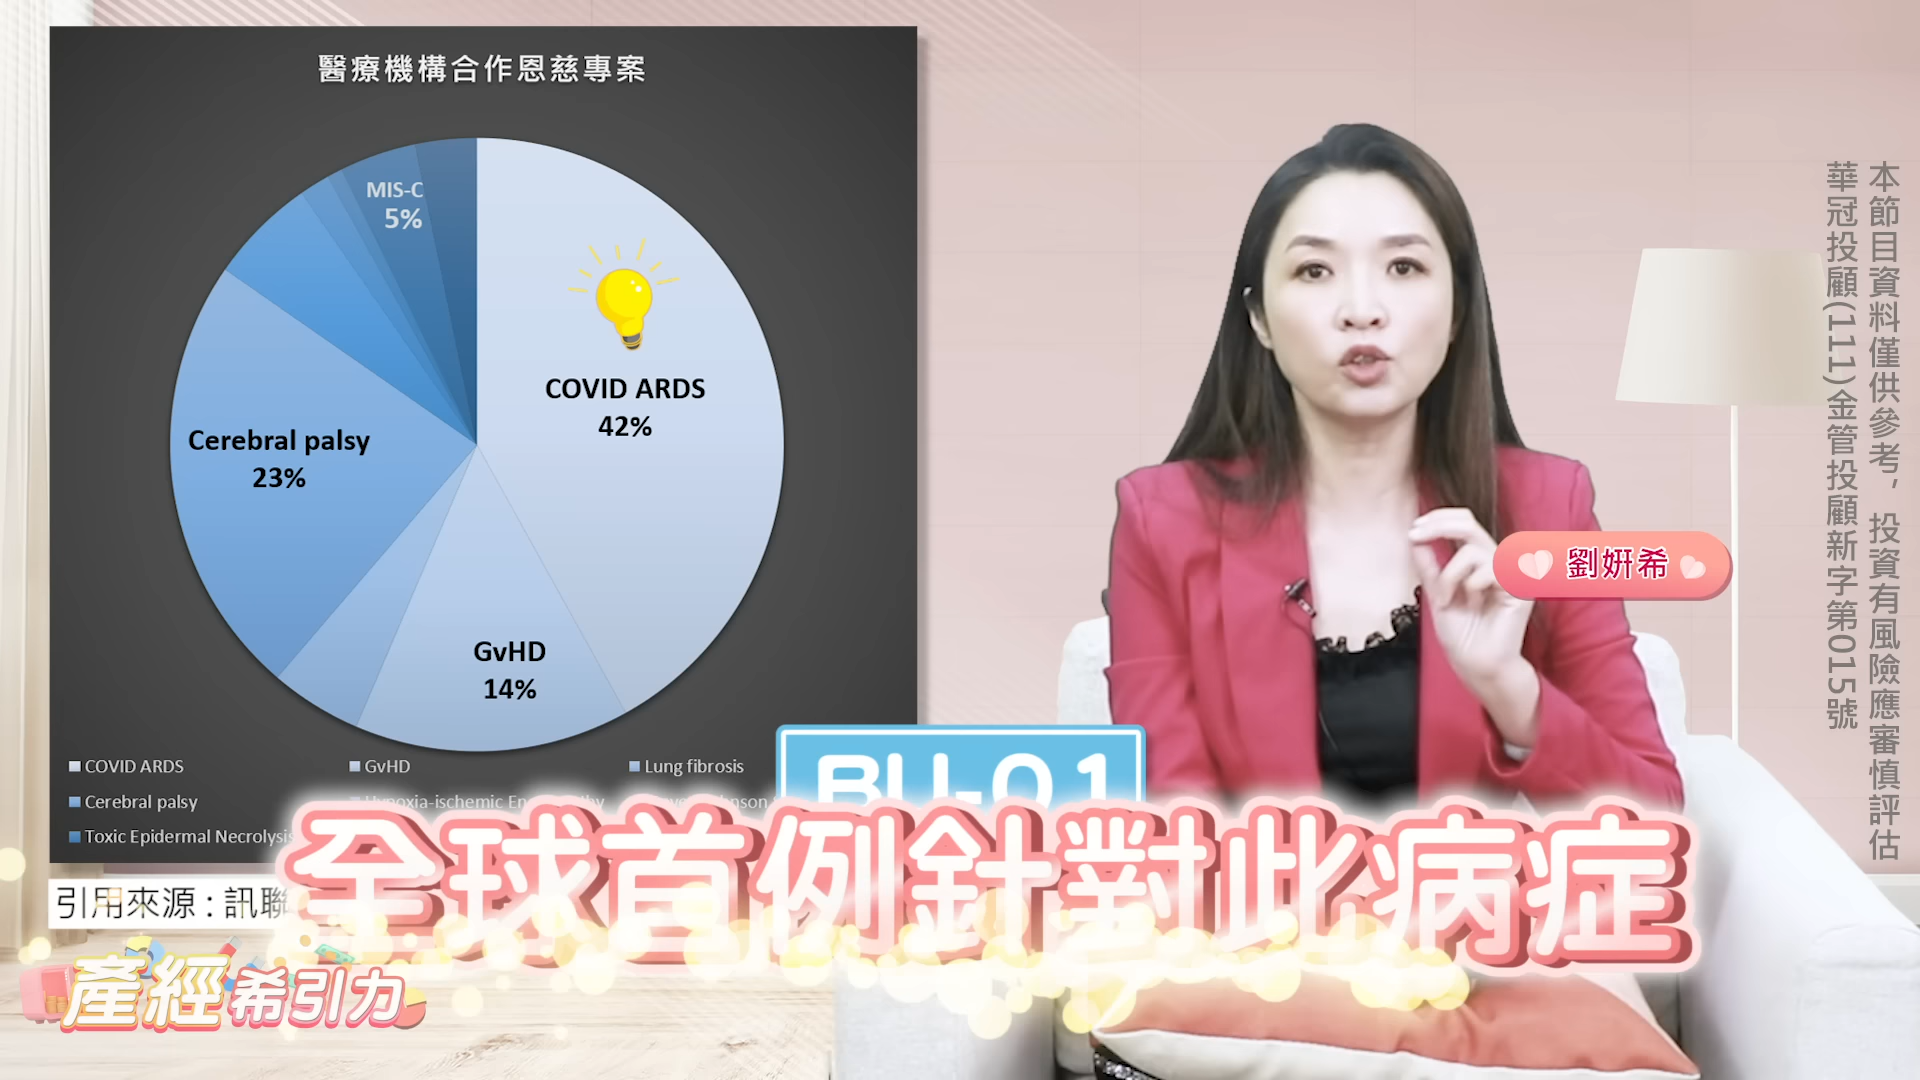 醫療機構合作恩慈專案
MIS-C
5%
COVID ARDS
42%
Cerebral palsy
23%
GvHD
14%
COVID ARDS
GvHD
Lung fibrosis
Cerebral palsy
Toxic Epidermal Necrolysis
BU-01
全球首例針對此病症
引用來源:訊聯
產經希引力
劉妍希
本節目資料僅供參考,投資有風險應審慎評估
華冠投顧(111)金管投顧新字第015號